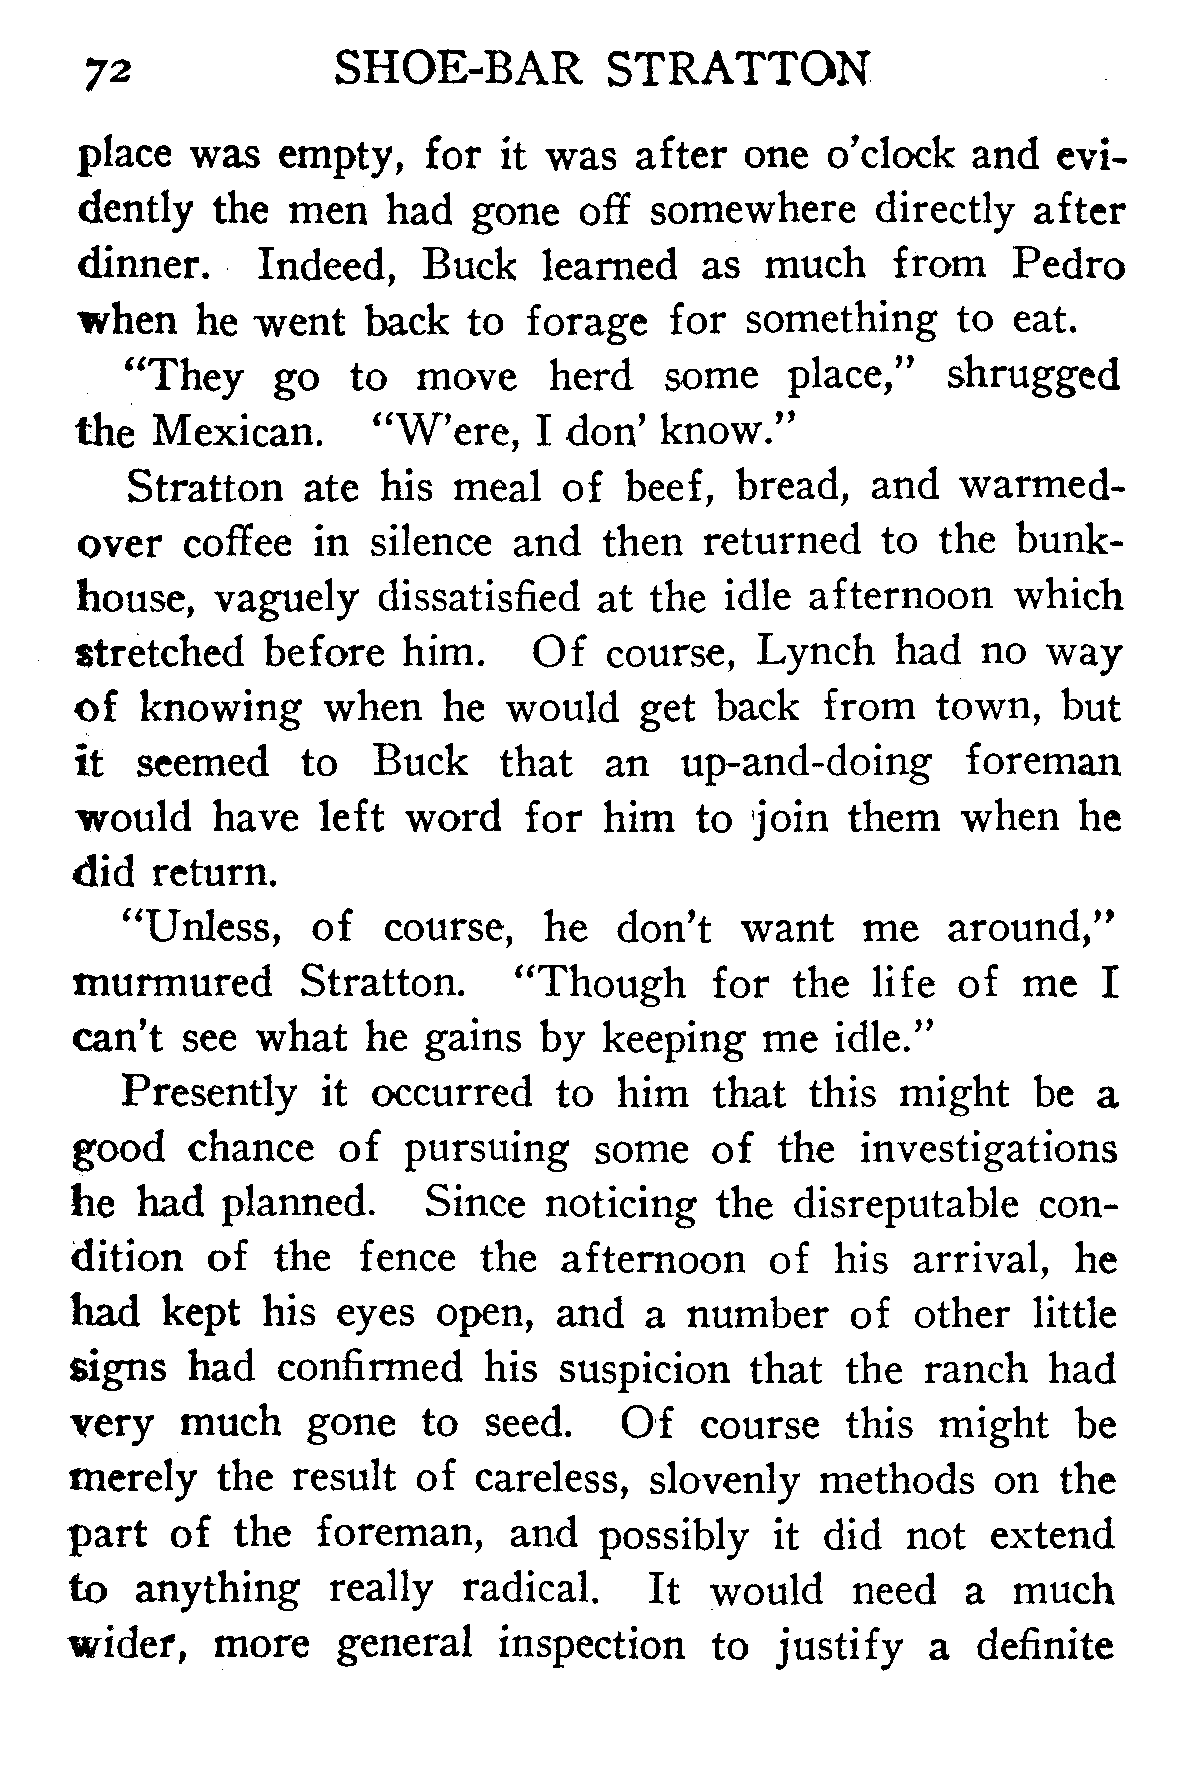 72 SHOE-BAR STRATTON
place was empty, for it was after one o'clock and evi-
dently the men had gone off somewhere directly after
dinner. Indeed, Buck learned as much from Pedro
when he went back to forage for something to eat.
“They go to move herd some place,” shrugged
the Mexican. “W'ere, I don' know.”
Stratton ate his meal of beef, bread, and warmed-
over coffee in silence and then returned to the bunk-
house, vaguely dissatisfied at the idle afternoon which
stretched before him. Of course, Lynch had no way
of knowing when he would get back from town, but
it seemed to Buck that an up-and-doing foreman
would have left word for him to join them when he
did return.
“Unless, of course, he don't want me around,”
murmured Stratton. “Though for the life of me I
can't see what he gains by keeping me idle.”
Presently it occurred to him that this might be a
good chance of pursuing some of the investigations
he had planned. Since noticing the disreputable con-
dition of the fence the afternoon of his arrival, he
had kept his eyes open, and a number of other little
signs had confirmed his suspicion that the ranch had
very much gone to seed. Of course this might be
merely the result of careless, slovenly methods on the
part of the foreman, and possibly it did not extend
to anything really radical. It would need a much
wider, more general inspection to justify a definite